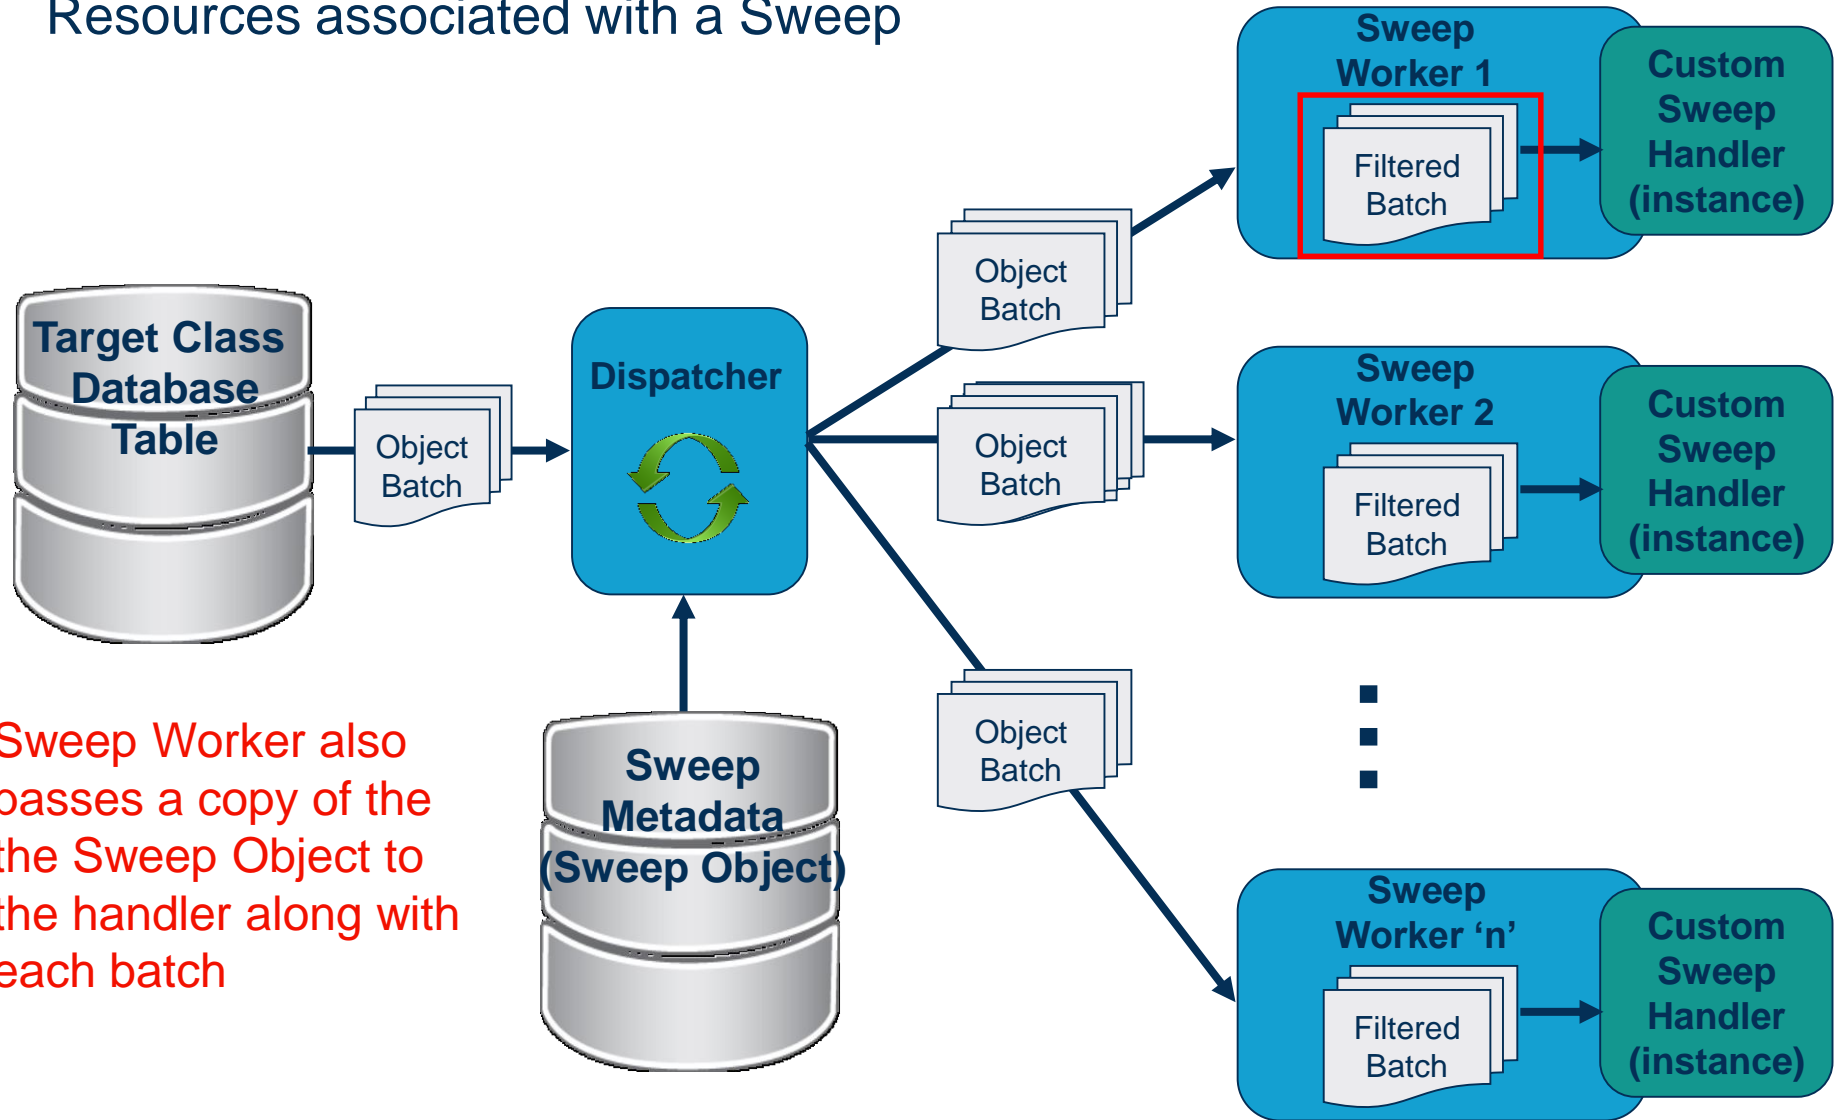 Resources associated with a Sweep
Sweep
Worker 1
Filtered
Batch
Custom
Sweep
Handler
(instance)
Object
Batch
Target Class
Database
Table
Object
Batch
Dispatcher
Object
Batch
Sweep
Worker 2
Filtered
Batch
Custom
Sweep
Handler
(instance)
Sweep Worker also
passes a copy of the
the Sweep Object to
the handler along with
each batch
Sweep
Metadata
(Sweep Object)
Object
Batch
Sweep
Worker ‘n’
Filtered
Batch
Custom
Sweep
Handler
(instance)